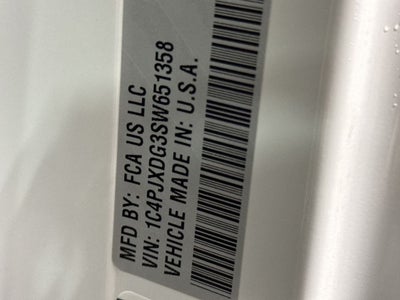 MFD BY: FCA US LLC
VIN: 1C4PJXDG3SW651358
VEHICLE MADE IN: U.S.A.